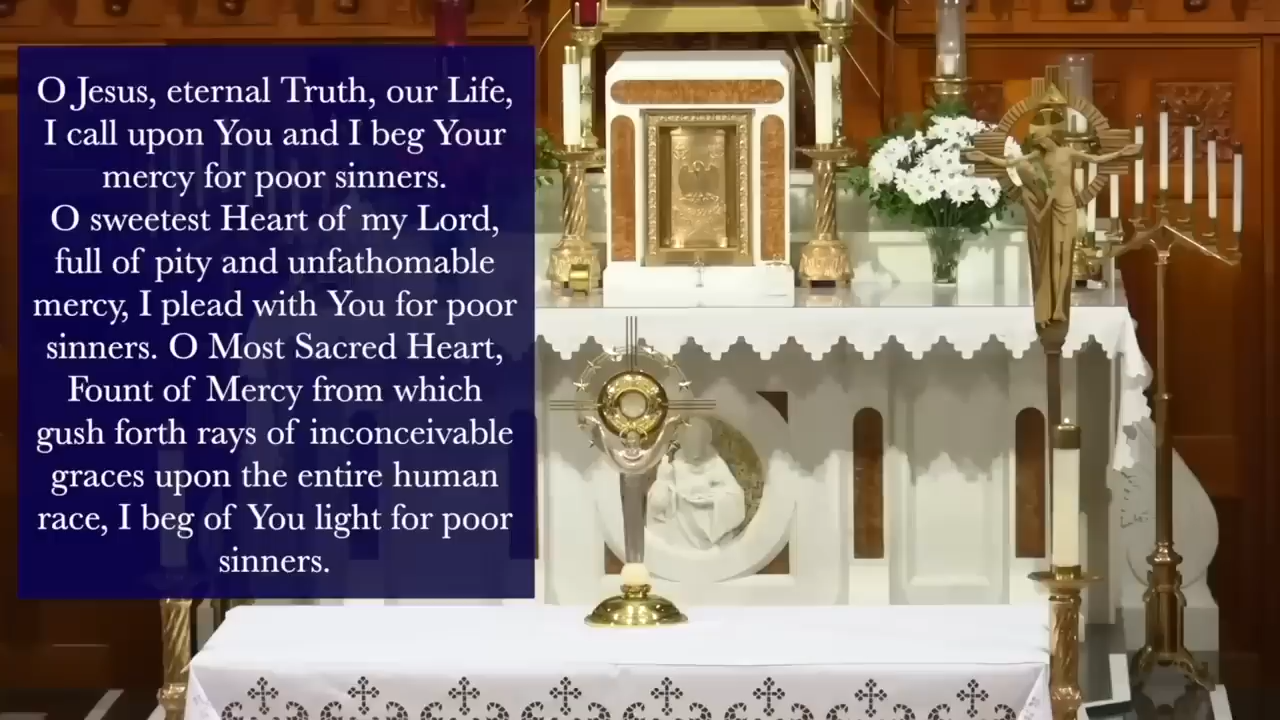 O Jesus, eternal Truth, our Life,
I call upon You and I beg Your
mercy for poor sinners.
O sweetest Heart of my Lord,
full of pity and unfathomable
mercy, I plead with You for poor
sinners. O Most Sacred Heart,
Fount of Mercy from which
gush forth rays of inconceivable
graces upon the entire human
race, I beg of You light for poor
sinners.